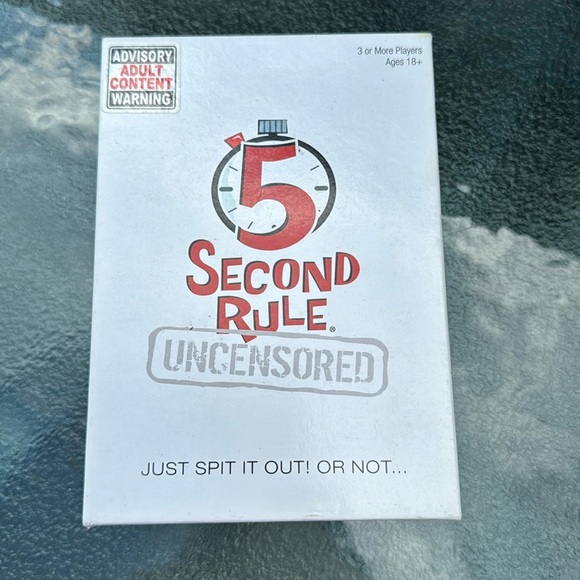 ADVISORY
ADULT
CONTENT
WARNING
3 or More Players
Ages 18+
5
SECOND
RULE®
UNCENSORED
JUST SPIT IT OUT! OR NOT...